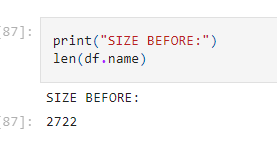 [87]:
print("SIZE BEFORE:")
len(df.name)
SIZE BEFORE:
[87]: 2722